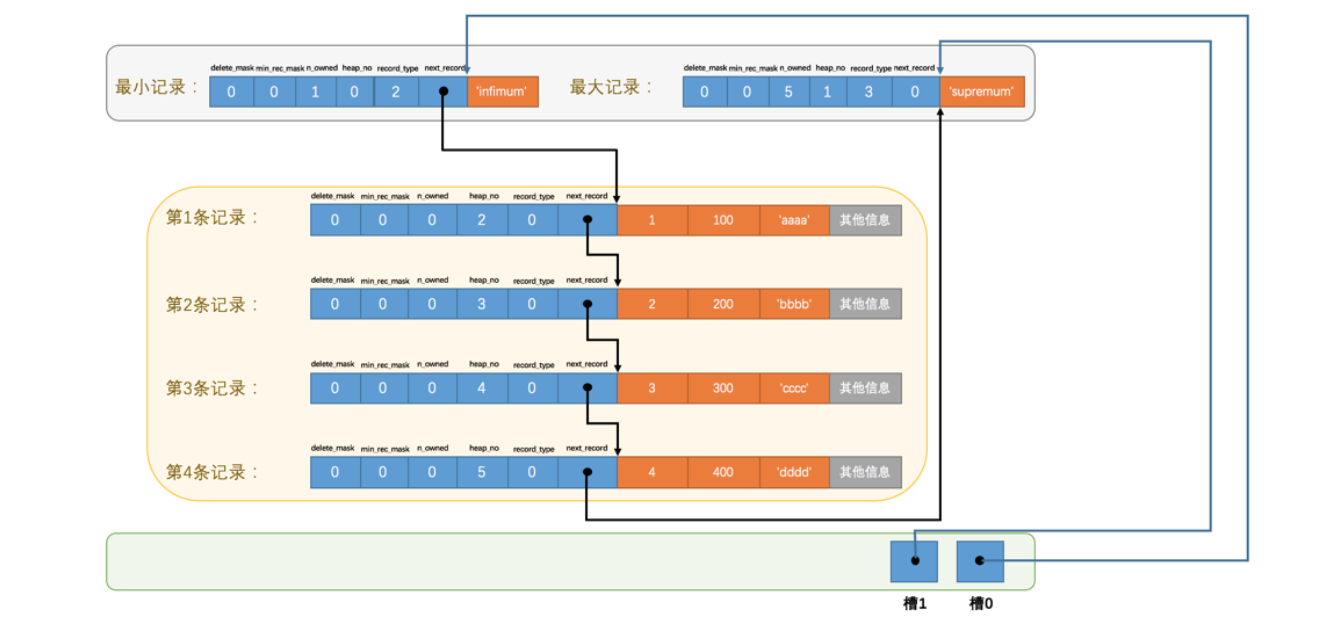 delete_mask min_rec_mask n_owned heap_no record_type next_record
最小记录： 0 0 1 0 2 'infimum'
delete_mask min_rec_mask n_owned heap_no record_type next_record
最大记录： 0 0 5 1 3 0 'supremum'
delete_mask min_rec_mask n_owned heap_no record_type next_record
第1条记录： 0 0 0 2 0 1 100 'aaaa' 其他信息
delete_mask min_rec_mask n_owned heap_no record_type next_record
第2条记录： 0 0 0 3 0 2 200 'bbbb' 其他信息
delete_mask min_rec_mask n_owned heap_no record_type next_record
第3条记录： 0 0 0 4 0 3 300 'cccc' 其他信息
delete_mask min_rec_mask n_owned heap_no record_type next_record
第4条记录： 0 0 0 5 0 4 400 'dddd' 其他信息
槽1 槽0